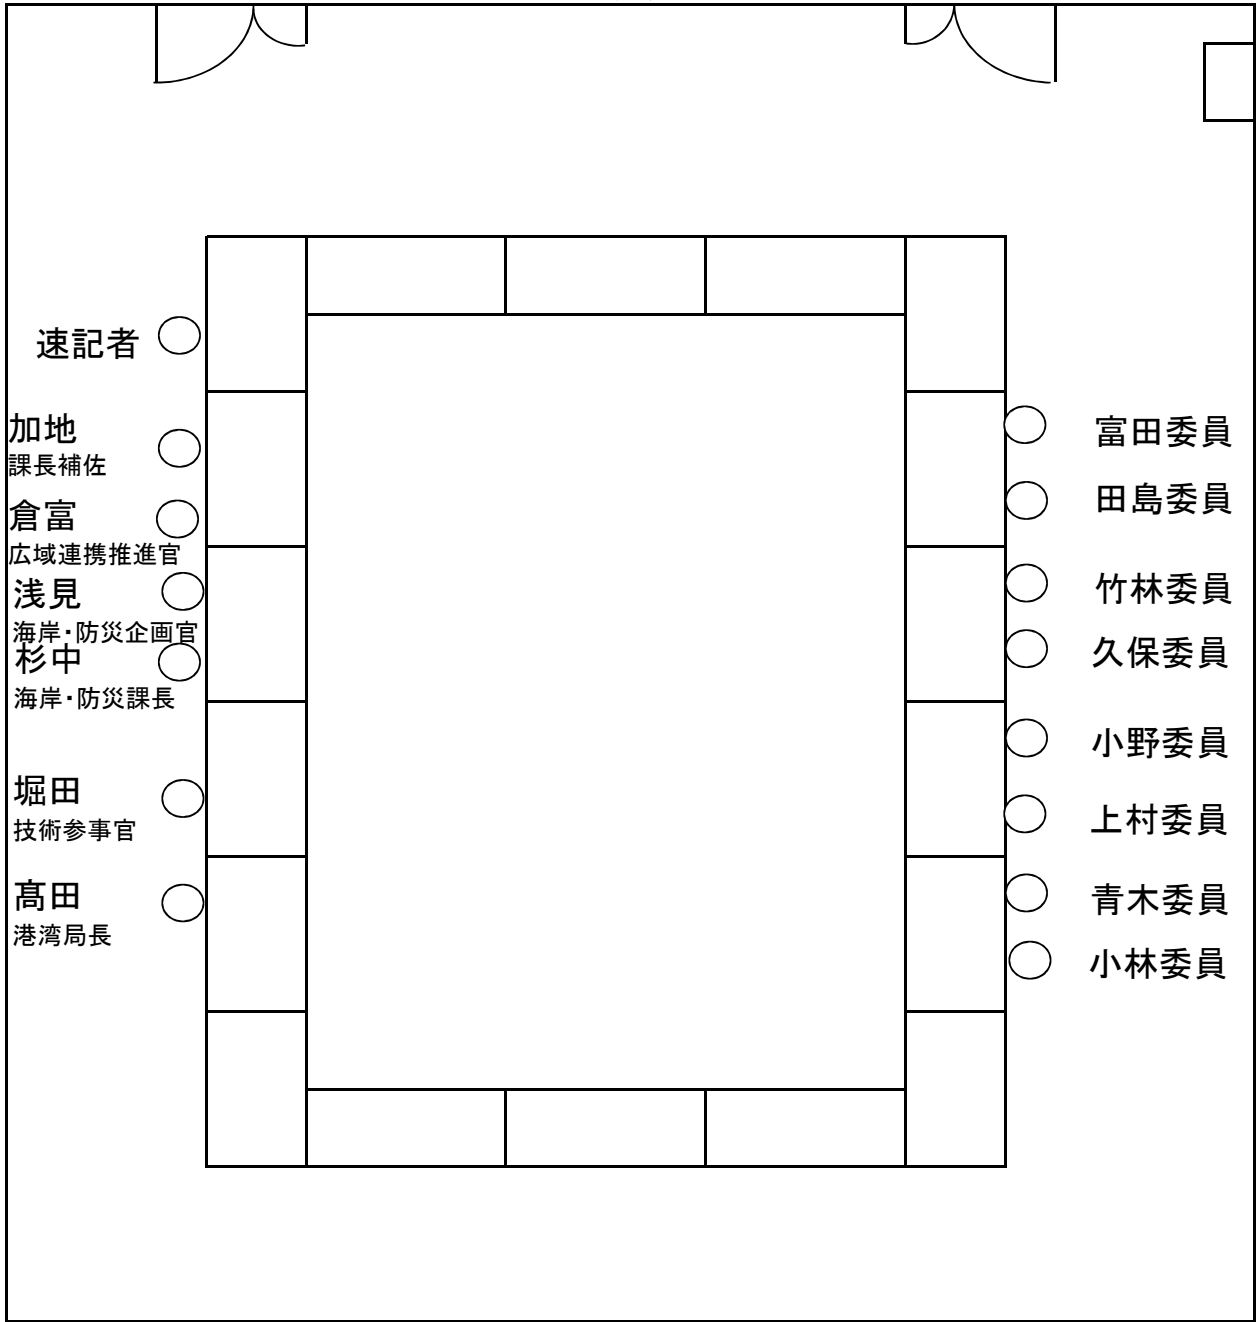 速記者
加地
課長補佐
倉富
広域連携推進官
浅見
海岸・防災企画官
杉中
海岸・防災課長
堀田
技術参事官
髙田
港湾局長
富田委員
田島委員
竹林委員
久保委員
小野委員
上村委員
青木委員
小林委員